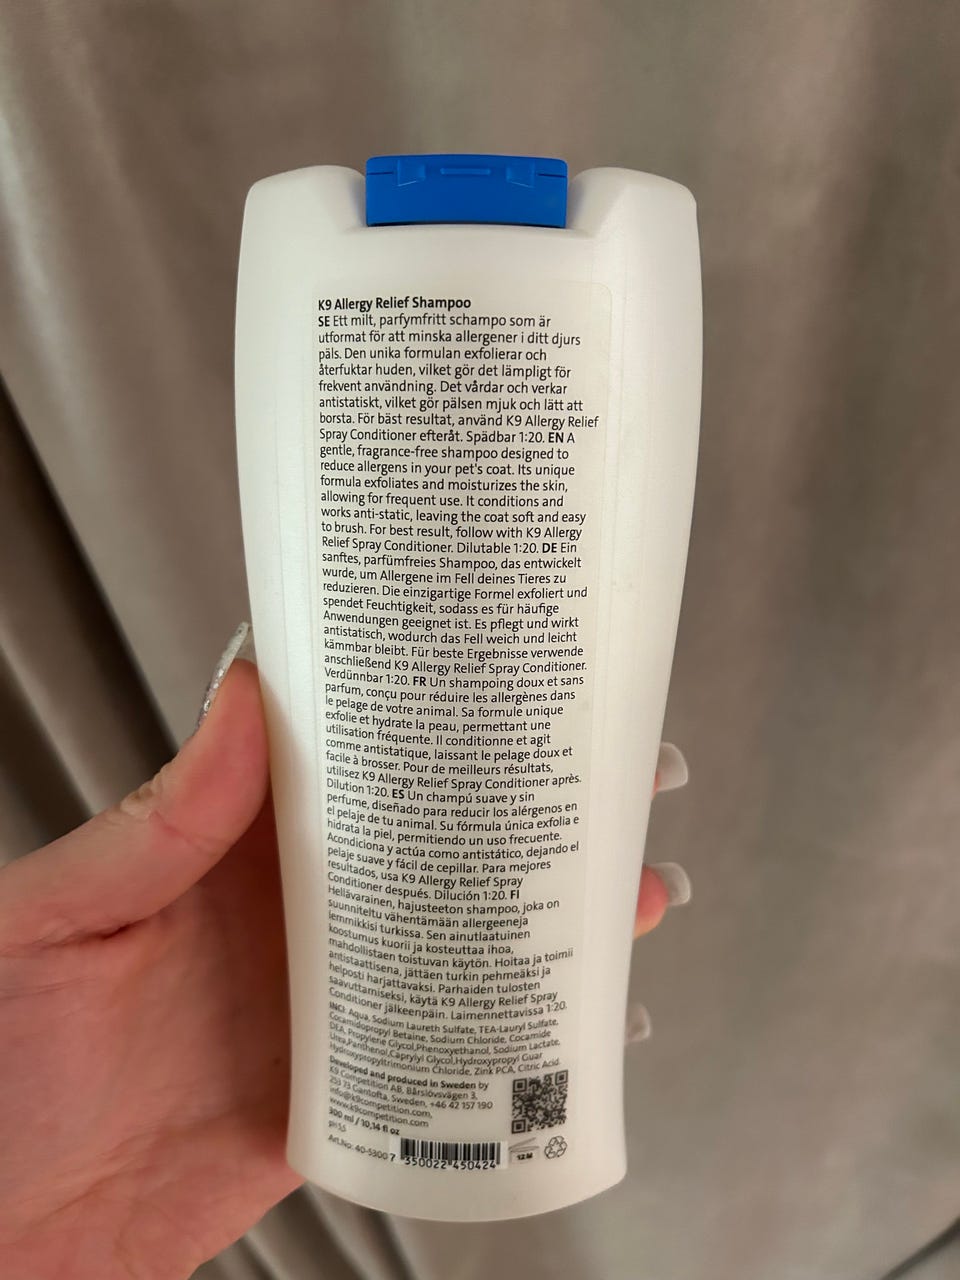 K9 Allergy Relief Shampoo
SE Ett milt, parfymfritt schampo som är
utformat för att minska allergener i ditt djurs
päls. Den unika formulan exfolierar och
återfuktar huden, vilket gör det lämpligt för
frekvent användning. Det vårdar och verkar
antistatiskt, vilket gör pälsen mjuk och lätt att
borsta. För bäst resultat, använd K9 Allergy Relief
Spray Conditioner efteråt. Spädbar 1:20. EN A
gentle, fragrance-free shampoo designed to
reduce allergens in your pet's coat. Its unique
formula exfoliates and moisturizes the skin,
allowing for frequent use. It conditions and
works anti-static, leaving the coat soft and easy
to brush. For best result, follow with K9 Allergy
Relief Spray Conditioner. Dilutable 1:20. DE Ein
sanftes, parfümfreies Shampoo, das entwickelt
wurde, um Allergene im Fell deines Tieres zu
reduzieren. Die einzigartige Formel exfoliert und
spendet Feuchtigkeit, sodass es für häufige
Anwendungen geeignet ist. Es pflegt und wirkt
antistatisch, wodurch das Fell weich und leicht
kämmbar bleibt. Für beste Ergebnisse verwende
anschließend K9 Allergy Relief Spray Conditioner.
Verdünnbar 1:20. FR Un shampoing doux et sans
parfum, conçu pour réduire les allergènes dans
le pelage de votre animal. Sa formule unique
exfolie et hydrate la peau, permettant une
utilisation fréquente. Il conditionne et agit
comme antistatique, laissant le pelage doux et
facile à brosser. Pour de meilleurs résultats,
utilisez K9 Allergy Relief Spray Conditioner après.
Dilution 1:20. ES Un champú suave y sin
perfume, diseñado para reducir los alérgenos en
el pelaje de tu animal. Su fórmula única exfolia e
hidrata la piel, permitiendo un uso frecuente.
Acondiciona y actúa como antistático, dejando el
pelaje suave y fácil de cepillar. Para mejores
resultados, usa K9 Allergy Relief Spray
Conditioner después. Dilución 1:20. FI
Hellävarainen, hajusteeton shampoo, joka on
suunniteltu vähentämään allergeeneja
lemmikkisi turkissa. Sen ainutlaatuinen
koostumus kuorii ja kosteuttaa ihoa,
mahdollistaen toistuvan käytön. Hoitaa ja toimii
antistaattisena, jättäen turkin pehmeäksi ja
helposti harjattavaksi. Parhaiden tulosten
saavuttamiseksi, käytä K9 Allergy Relief Spray
Conditioner jälkeenpäin. Laimennettavissa 1:20.
INCI: Aqua, Sodium Laureth Sulfate, TEA-Lauryl Sulfate,
Cocamidopropyl Betaine, Sodium Chloride, Cocamide
DEA, Propylene Glycol,Phenoxyethanol, Sodium Lactate,
Urea,Panthenol,Caprylyl Glycol,Hydroxypropyl Guar
Hydroxypropyltrimonium Chloride, Zink PCA, Citric Acid.
Developed and produced in Sweden by
K9 Competition AB, Bårslövsvägen 3,
253 73 Gantofta, Sweden, +46 42 157 190
info@k9competition.com,
www.k9competition.com
300 ml / 10,14 fl oz
pH 5,5
Art.No: 40-5300
7 350022 450424
12 M